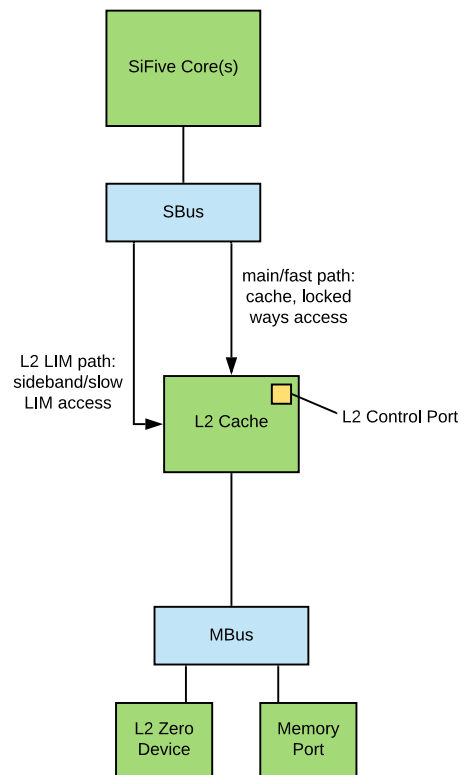 SiFive Core(s)
SBus
main/fast path:
cache, locked
ways access
L2 LIM path:
sideband/slow
LIM access
L2 Cache
L2 Control Port
MBus
L2 Zero
Device
Memory
Port